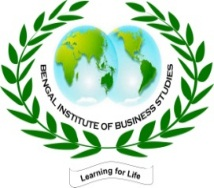 BENGAL INSTITUTE OF BUSINESS STUDIES
Learning for Life